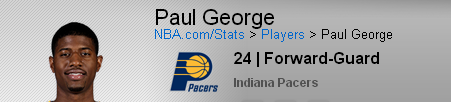 Paul George
NBA.com/Stats > Players > Paul George
24 | Forward-Guard
Pacers
Indiana Pacers